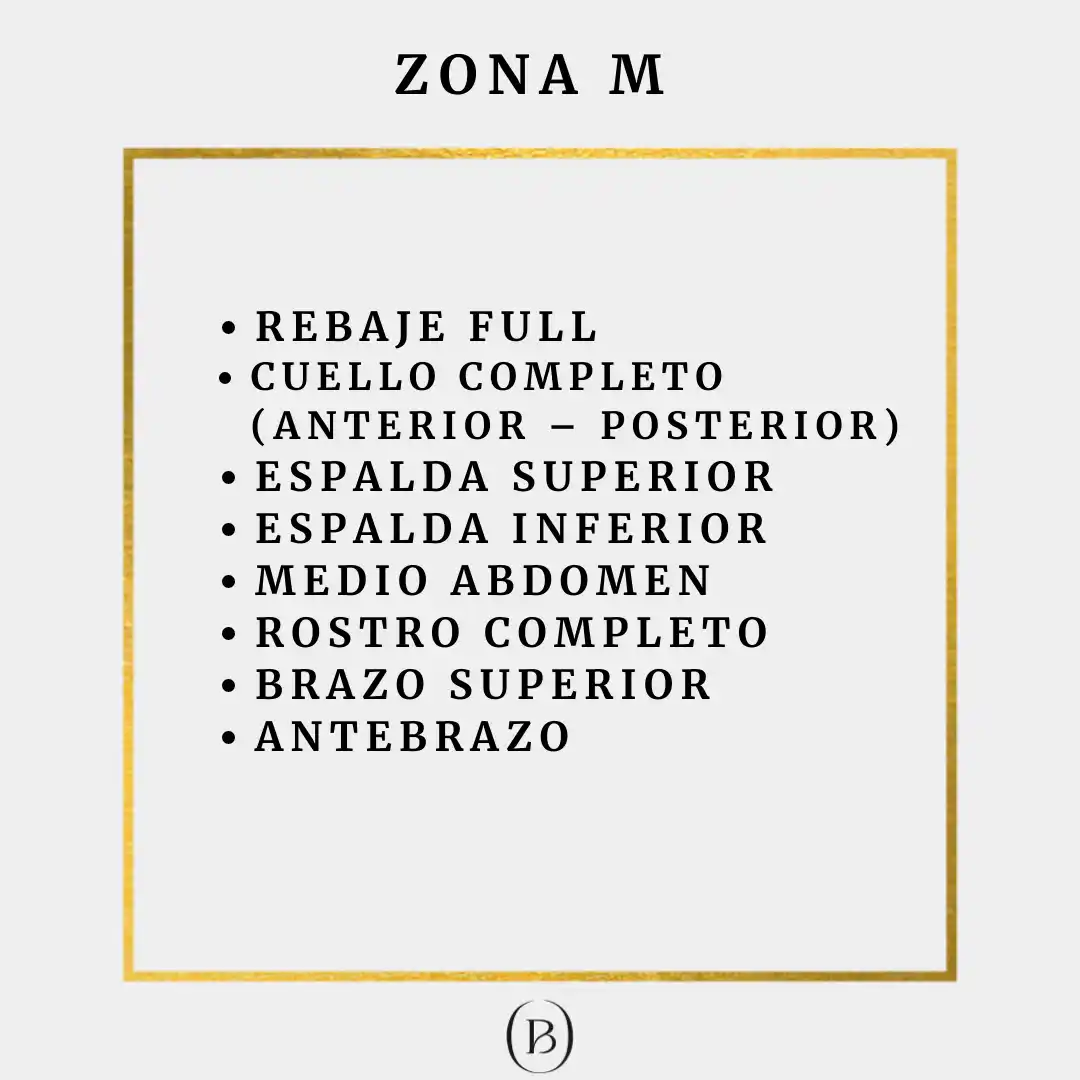 ZONA M
• REBAJE FULL
• CUELLO COMPLETO
(ANTERIOR – POSTERIOR)
• ESPALDA SUPERIOR
• ESPALDA INFERIOR
• MEDIO ABDOMEN
• ROSTRO COMPLETO
• BRAZO SUPERIOR
• ANTEBRAZO
B